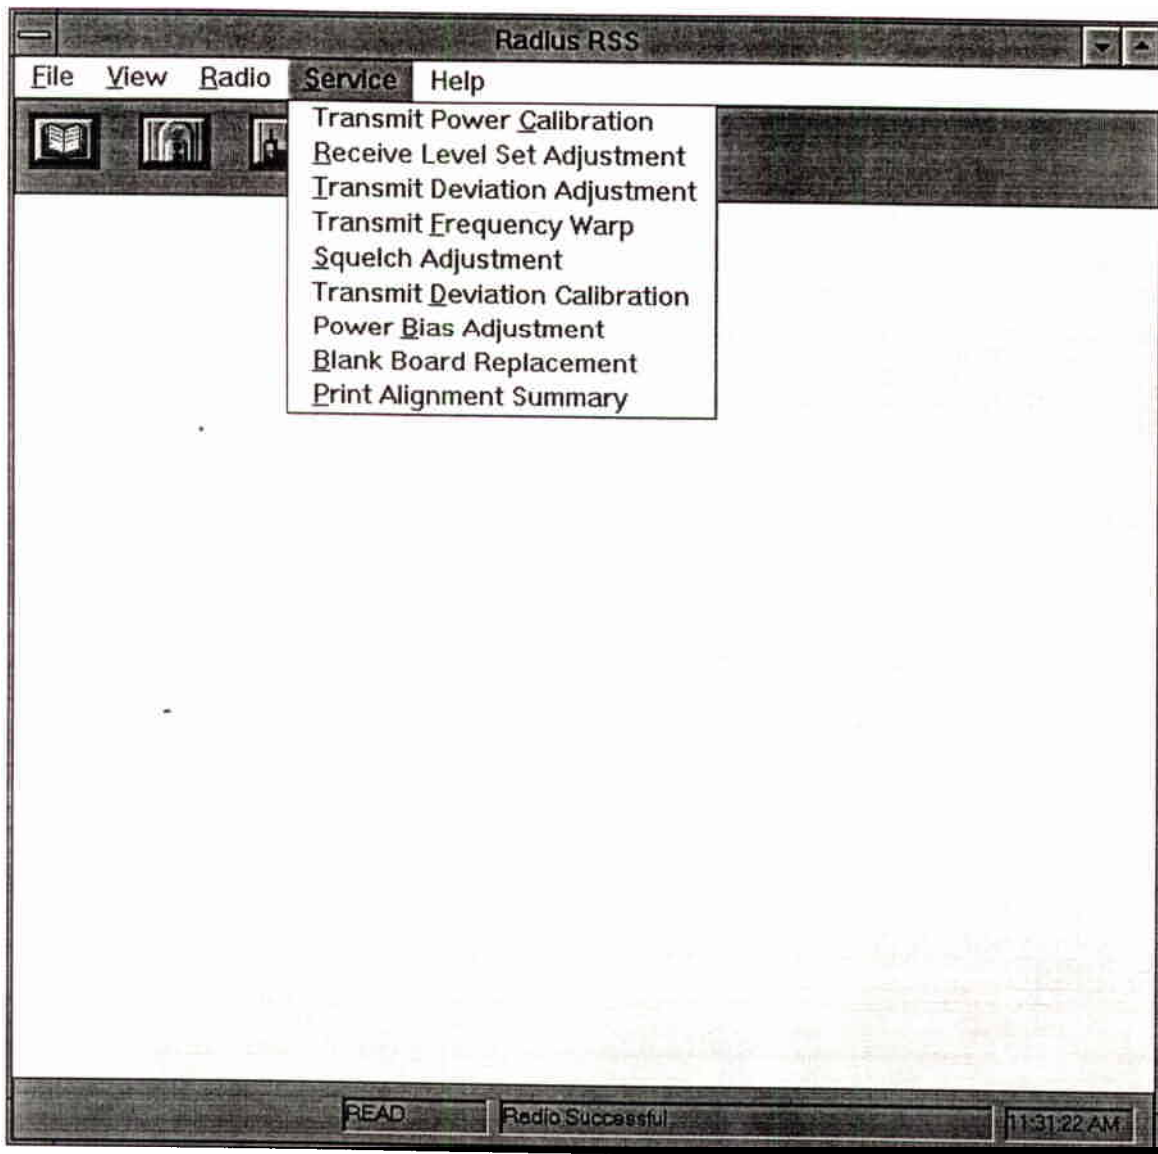 Radius RSS
File View Radio Service Help
Transmit Power Calibration
Receive Level Set Adjustment
Transmit Deviation Adjustment
Transmit Frequency Warp
Squelch Adjustment
Transmit Deviation Calibration
Power Bias Adjustment
Blank Board Replacement
Print Alignment Summary
READ Radio Successful 11:31:22 AM